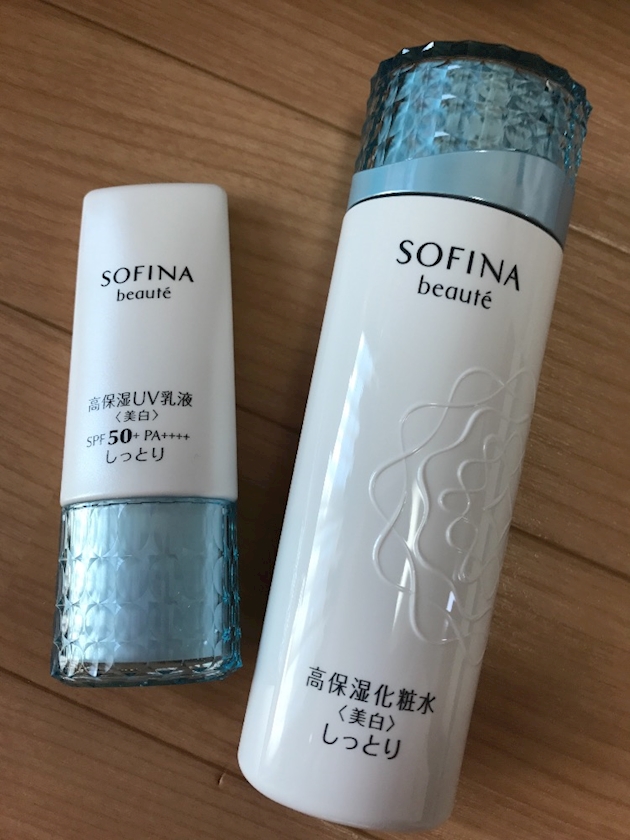 SOFINA
beauté
高保湿UV乳液
〈美白〉
SPF50+ PA++++
しっとり
SOFINA
beauté
高保湿化粧水
〈美白〉
しっとり